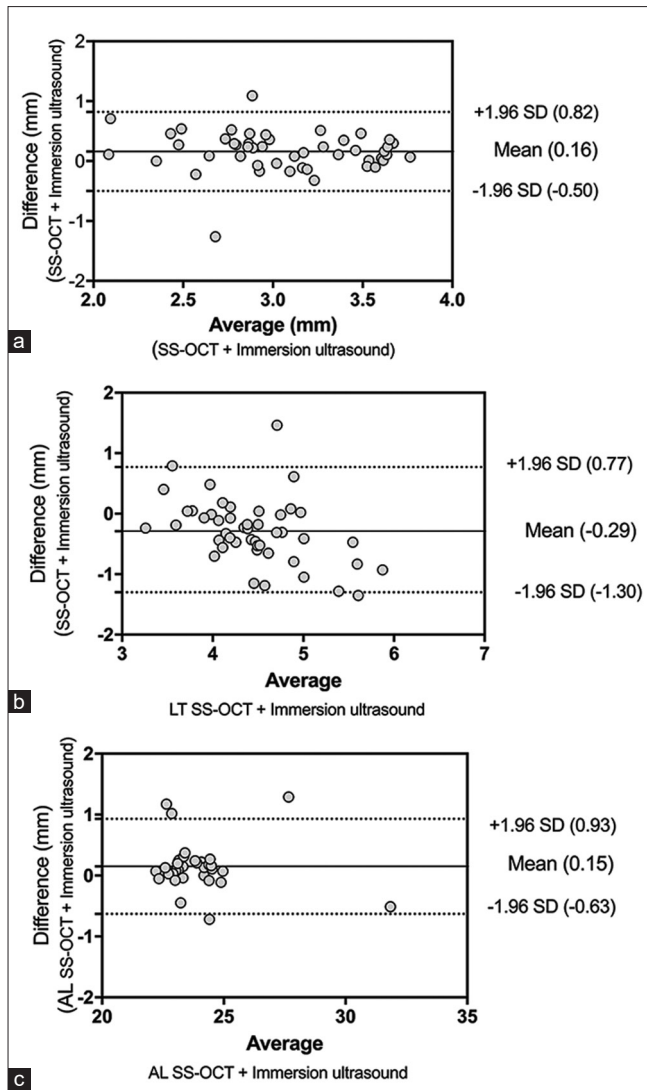 2
1
0
-1
-2
Difference (mm)
(SS-OCT + Immersion ultrasound)
+1.96 SD (0.82)
Mean (0.16)
-1.96 SD (-0.50)
2.0 2.5 3.0 3.5 4.0
Average (mm)
(SS-OCT + Immersion ultrasound)
a
2
1
0
-1
-2
Difference (mm)
(SS-OCT + Immersion ultrasound)
+1.96 SD (0.77)
Mean (-0.29)
-1.96 SD (-1.30)
3 4 5 6 7
Average
LT SS-OCT + Immersion ultrasound
b
2
1
0
-1
-2
Difference (mm)
(AL SS-OCT + Immersion ultrasound)
+1.96 SD (0.93)
Mean (0.15)
-1.96 SD (-0.63)
20 25 30 35
Average
AL SS-OCT + Immersion ultrasound
c